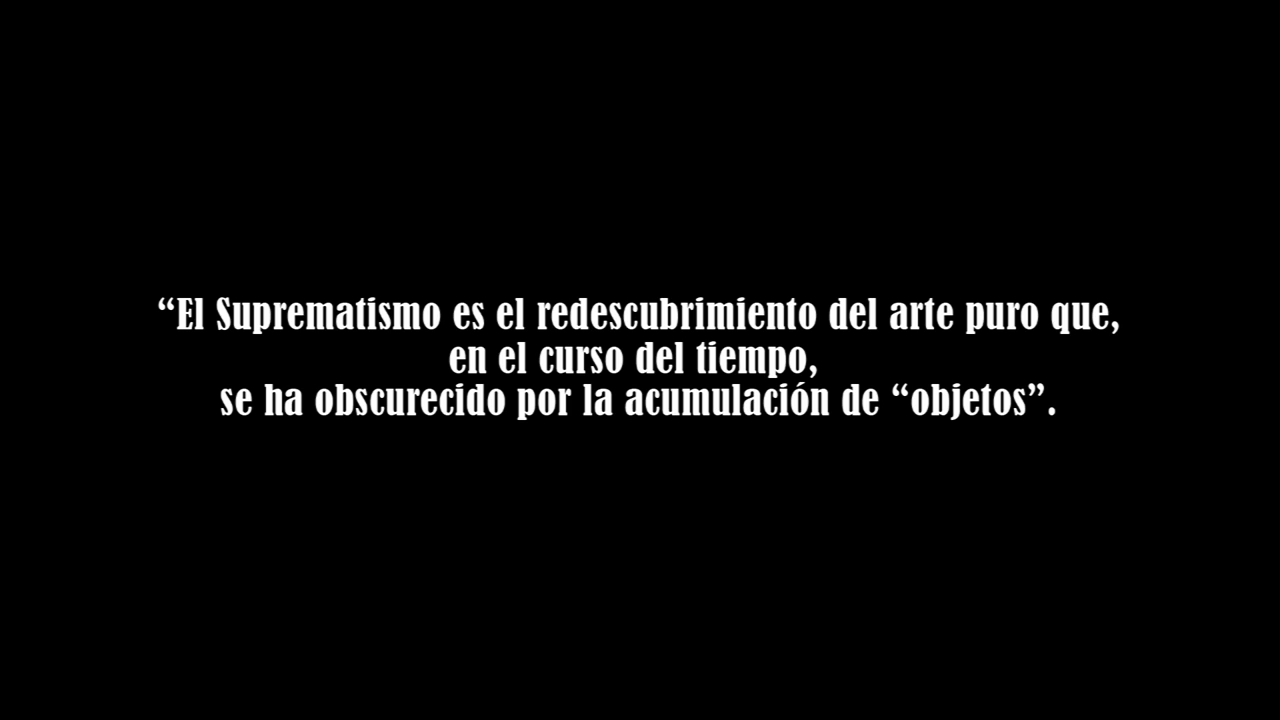 “El Suprematismo es el redescubrimiento del arte puro que,
en el curso del tiempo,
se ha obscurecido por la acumulación de “objetos”.